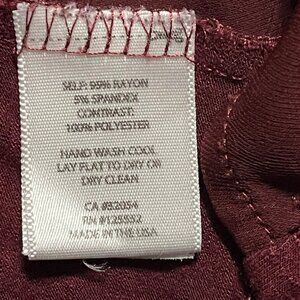 SELF: 95% RAYON
5% SPANDEX
CONTRAST:
100% POLYESTER
HAND WASH COOL
LAY FLAT TO DRY OR
DRY CLEAN
CA #32054
RN #125552
MADE IN THE USA